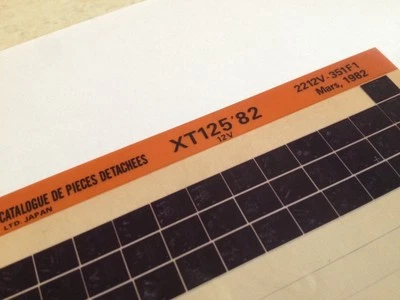 CATALOGUE DE PIECES DETACHEES
LTD. JAPAN
XT125'82
12V
2212V-351F1
Mars, 1982